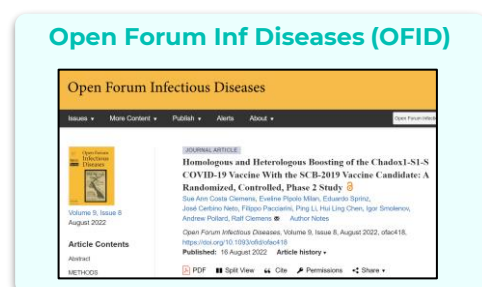 Open Forum Inf Diseases (OFID)
Open Forum Infectious Diseases
Issues More Content Publish Alerts About
Open Forum
Infectious
Diseases
Volume 9, Issue 8
August 2022
Article Contents
Abstract
METHODS
JOURNAL ARTICLE
Homologous and Heterologous Boosting of the Chadox1-S1-S
COVID-19 Vaccine With the SCB-2019 Vaccine Candidate: A
Randomized, Controlled, Phase 2 Study
Sue Ann Costa Clemens, Eveline Pipolo Milan, Eduardo Sprinz,
José Cerbino Neto, Filippo Pacciarini, Ping Li, Hui Ling Chen, Igor Smolenov,
Andrew Pollard, Ralf Clemens Author Notes
Open Forum Infectious Diseases, Volume 9, Issue 8, August 2022, ofac418,
https://doi.org/10.1093/ofid/ofac418
Published: 16 August 2022 Article history
PDF Split View Cite Permissions Share